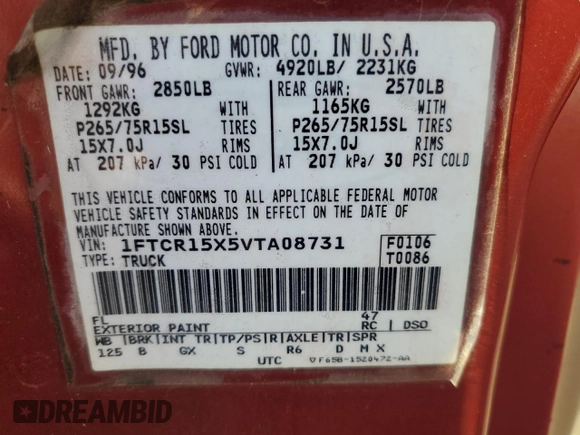 MFD. BY FORD MOTOR CO. IN U.S.A.
DATE: 09/96 GVWR: 4920LB/ 2231KG
FRONT GAWR: 2850LB REAR GAWR: 2570LB
1292KG WITH 1165KG WITH
P265/75R15SL TIRES P265/75R15SL TIRES
15X7.0J RIMS 15X7.0J RIMS
AT 207 kPa/ 30 PSI COLD AT 207 kPa/ 30 PSI COLD
THIS VEHICLE CONFORMS TO ALL APPLICABLE FEDERAL MOTOR
VEHICLE SAFETY STANDARDS IN EFFECT ON THE DATE OF
MANUFACTURE SHOWN ABOVE.
VIN: 1FTCR15X5VTA08731 F0106
TYPE: TRUCK T0086
FL 47
EXTERIOR PAINT RC | DSO
WB |BRK|INT TR|TP/PS|R|AXLE|TR|SPR
125 B GX S R6 D M X
UTC ▽F65B-1520472-AA
DREAMBID